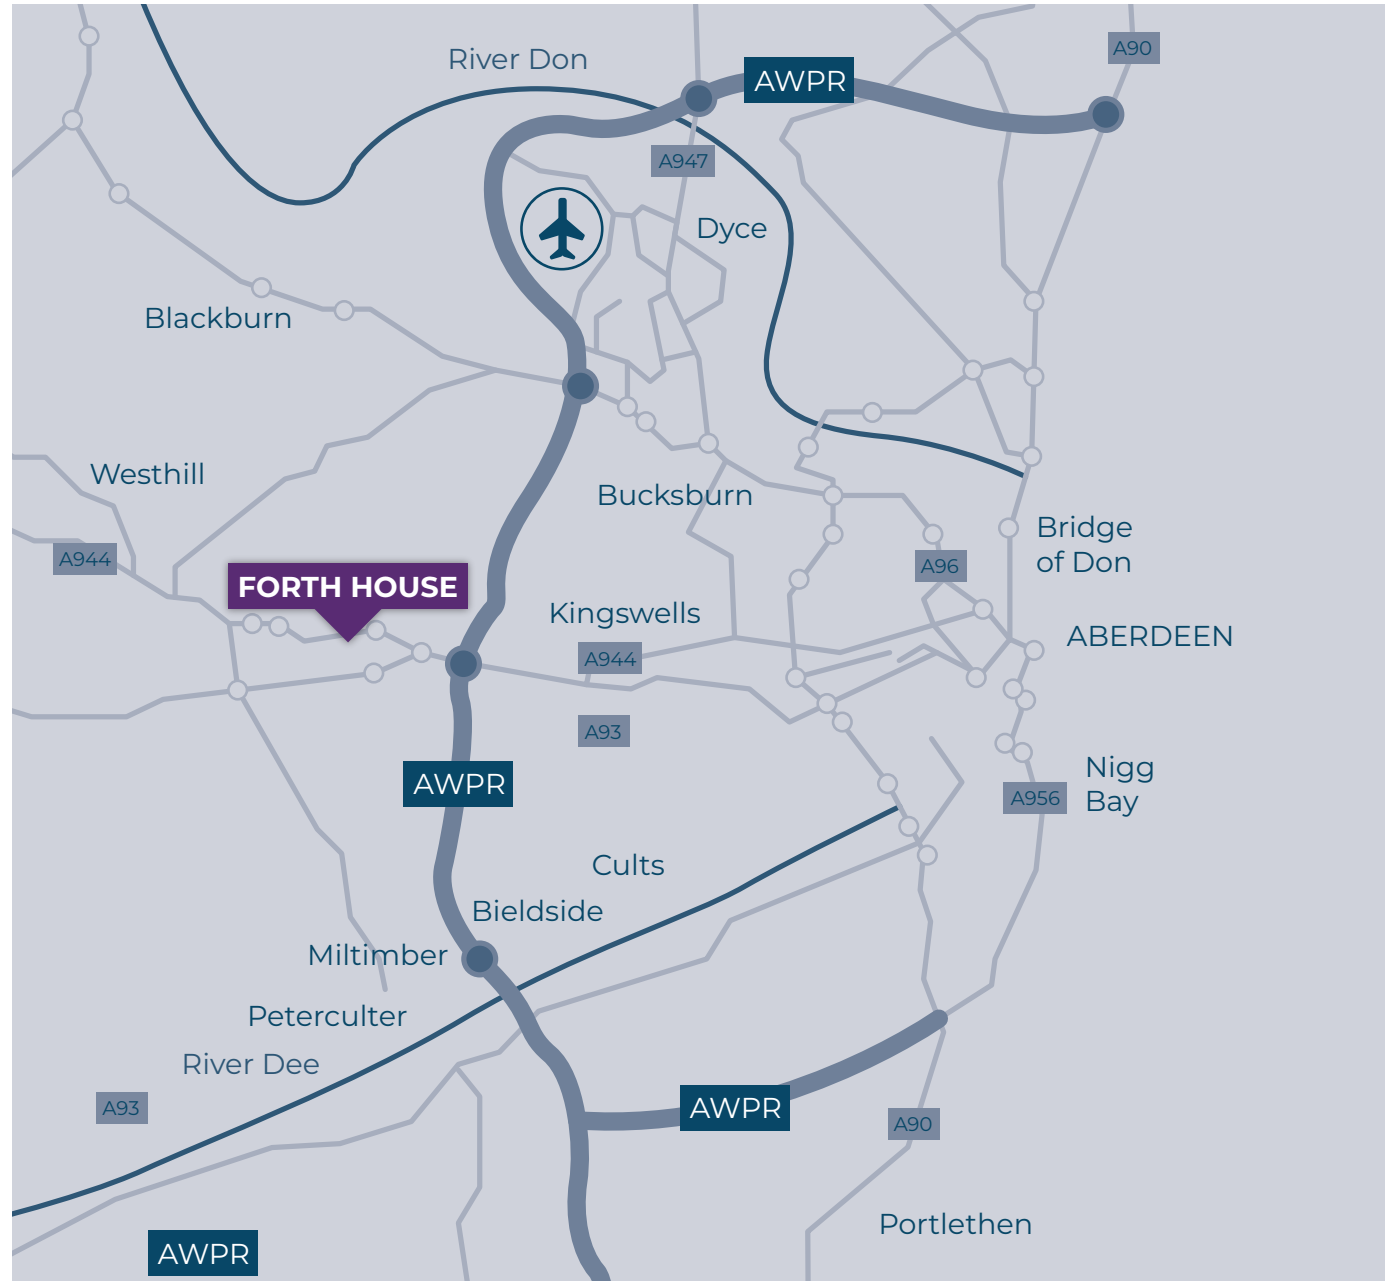 A90
River Don
AWPR
A947
Dyce
Blackburn
Westhill
Bucksburn
Bridge
of Don
A944
A96
FORTH HOUSE
Kingswells
ABERDEEN
A944
A93
Nigg
Bay
AWPR
A956
Cults
Bieldside
Miltimber
Peterculter
River Dee
A93
AWPR
A90
Portlethen
AWPR